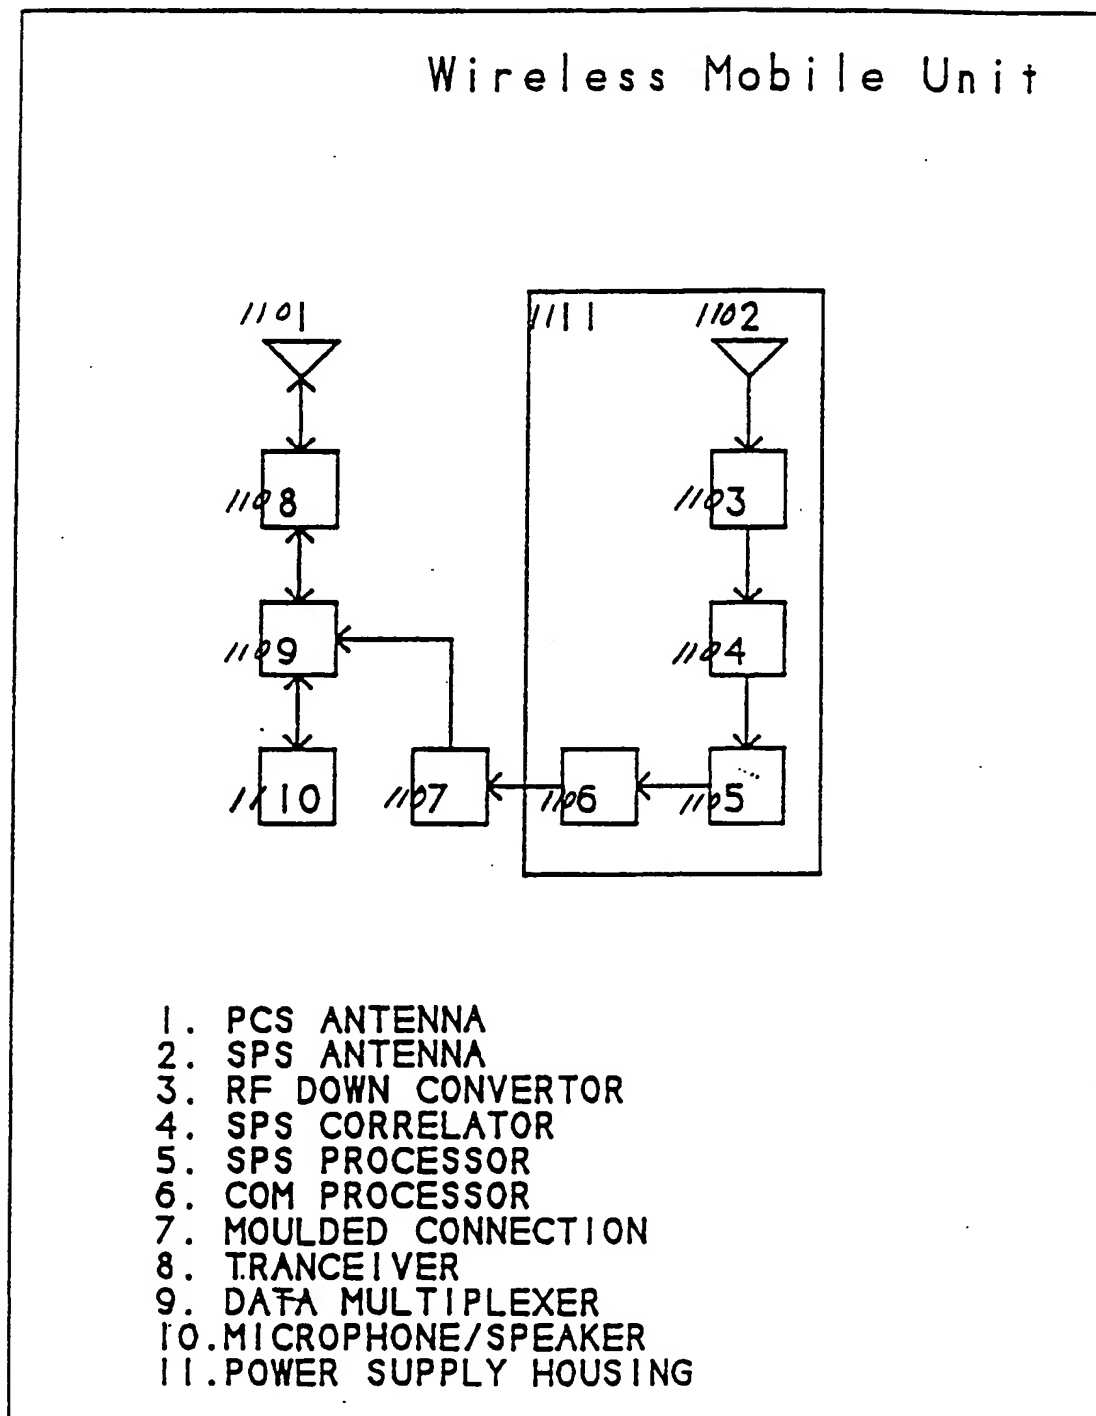 Wireless Mobile Unit
1101
1111
1102
1108
1103
1109
1104
1110
1107
1106
1105
1. PCS ANTENNA
2. SPS ANTENNA
3. RF DOWN CONVERTOR
4. SPS CORRELATOR
5. SPS PROCESSOR
6. COM PROCESSOR
7. MOULDED CONNECTION
8. TRANCEIVER
9. DATA MULTIPLEXER
10.MICROPHONE/SPEAKER
11.POWER SUPPLY HOUSING